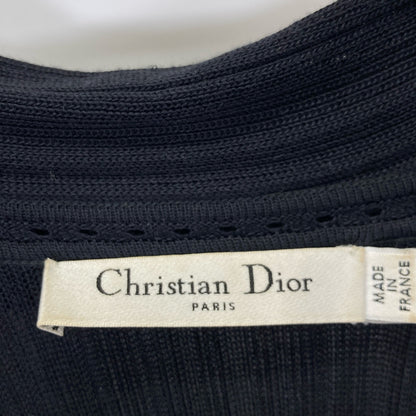 Christian Dior
PARIS
MADE
IN
FRANCE